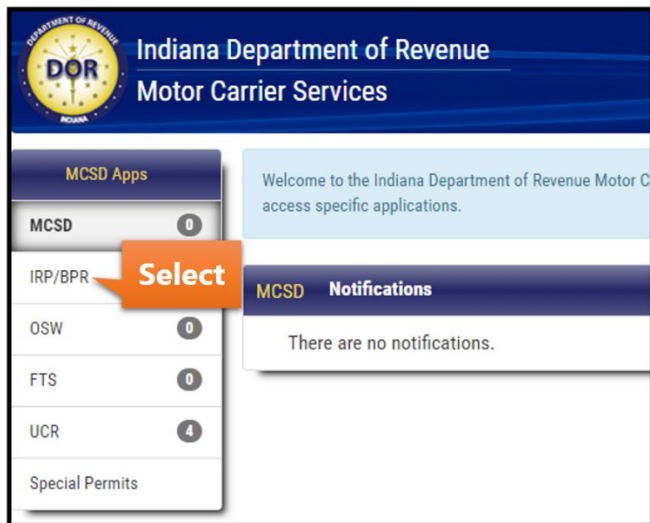 DEPARTMENT OF REVENUE
DOR
INDIANA
Indiana Department of Revenue
Motor Carrier Services
MCSD Apps
MCSD 0
IRP/BPR
Select
OSW 0
FTS 0
UCR 4
Special Permits
Welcome to the Indiana Department of Revenue Motor C
access specific applications.
MCSD Notifications
There are no notifications.